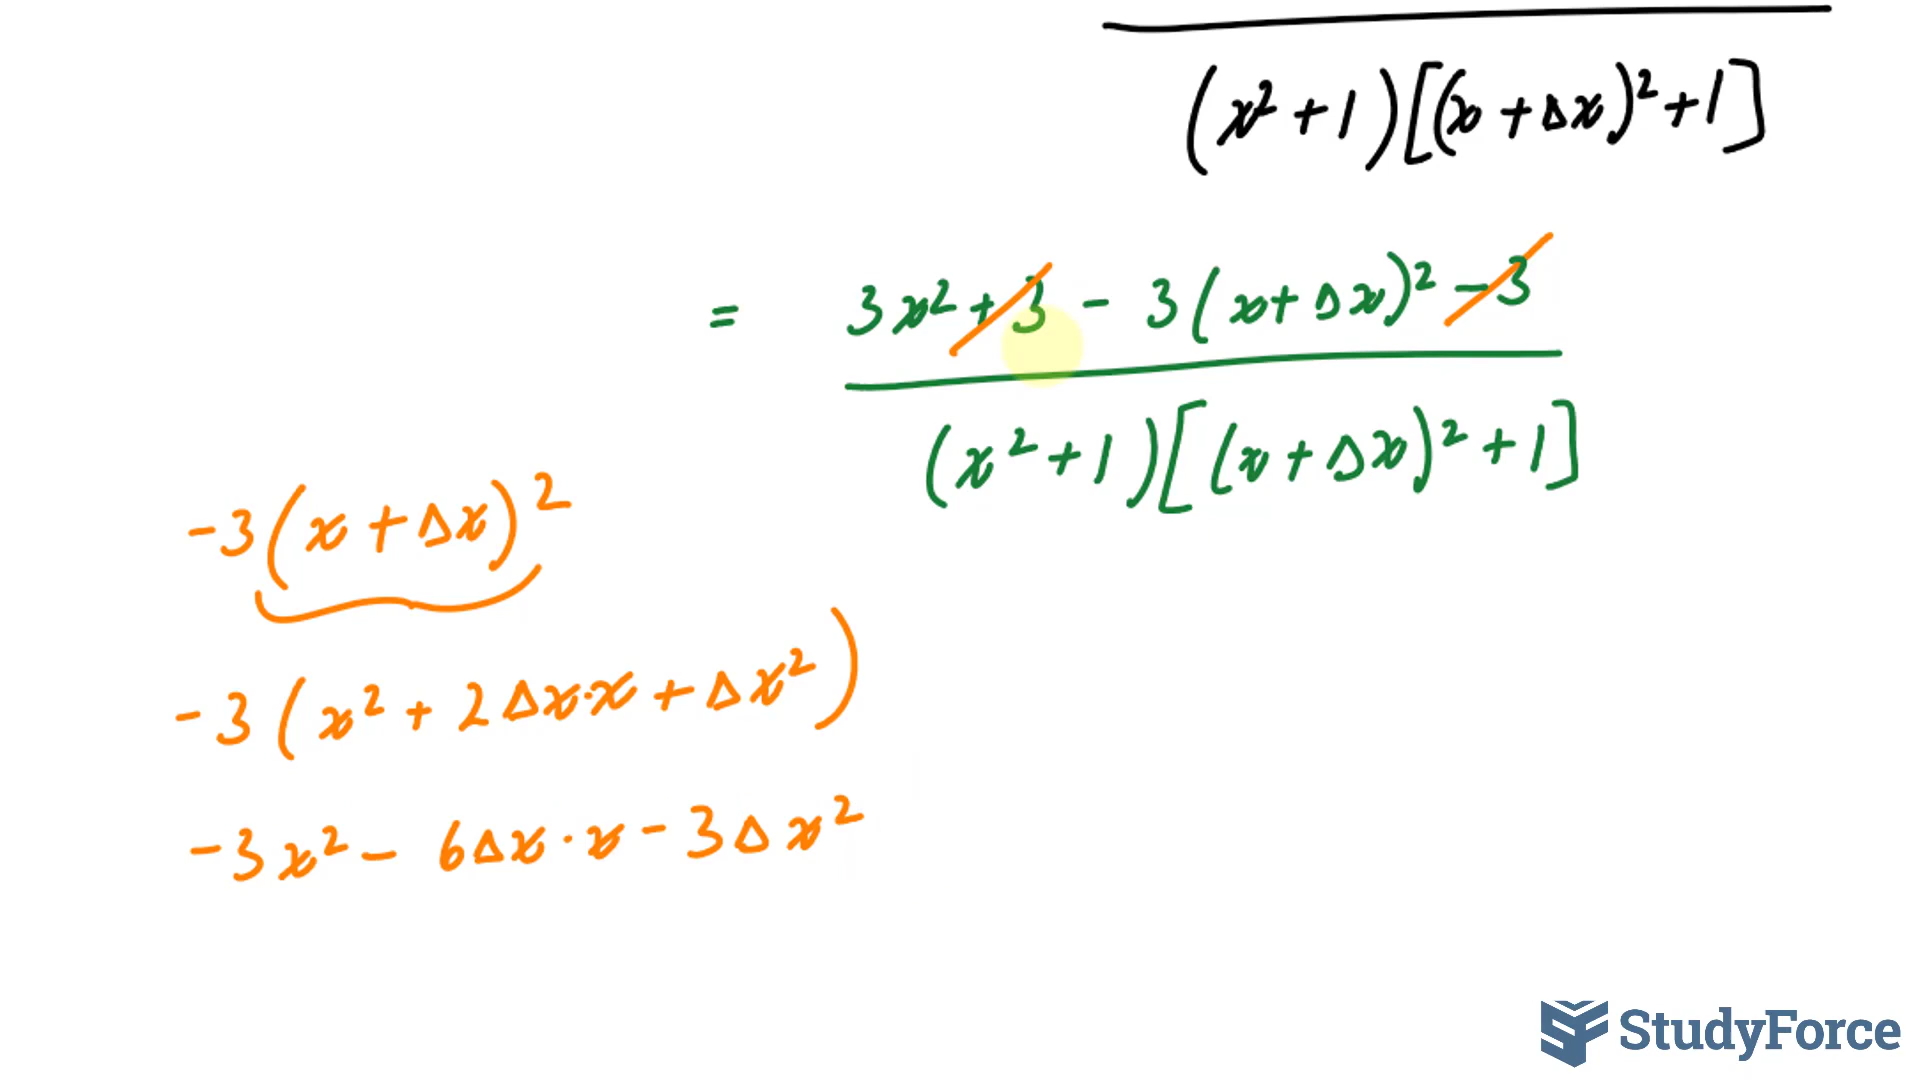 (x² + 1)[(x + Δx)² + 1]
= 3x² + 3 - 3(x + Δx)² - 3
(x² + 1)[(x + Δx)² + 1]
-3(x + Δx)²
-3(x² + 2Δx·x + Δx²)
-3x² - 6Δx·x - 3Δx²
StudyForce